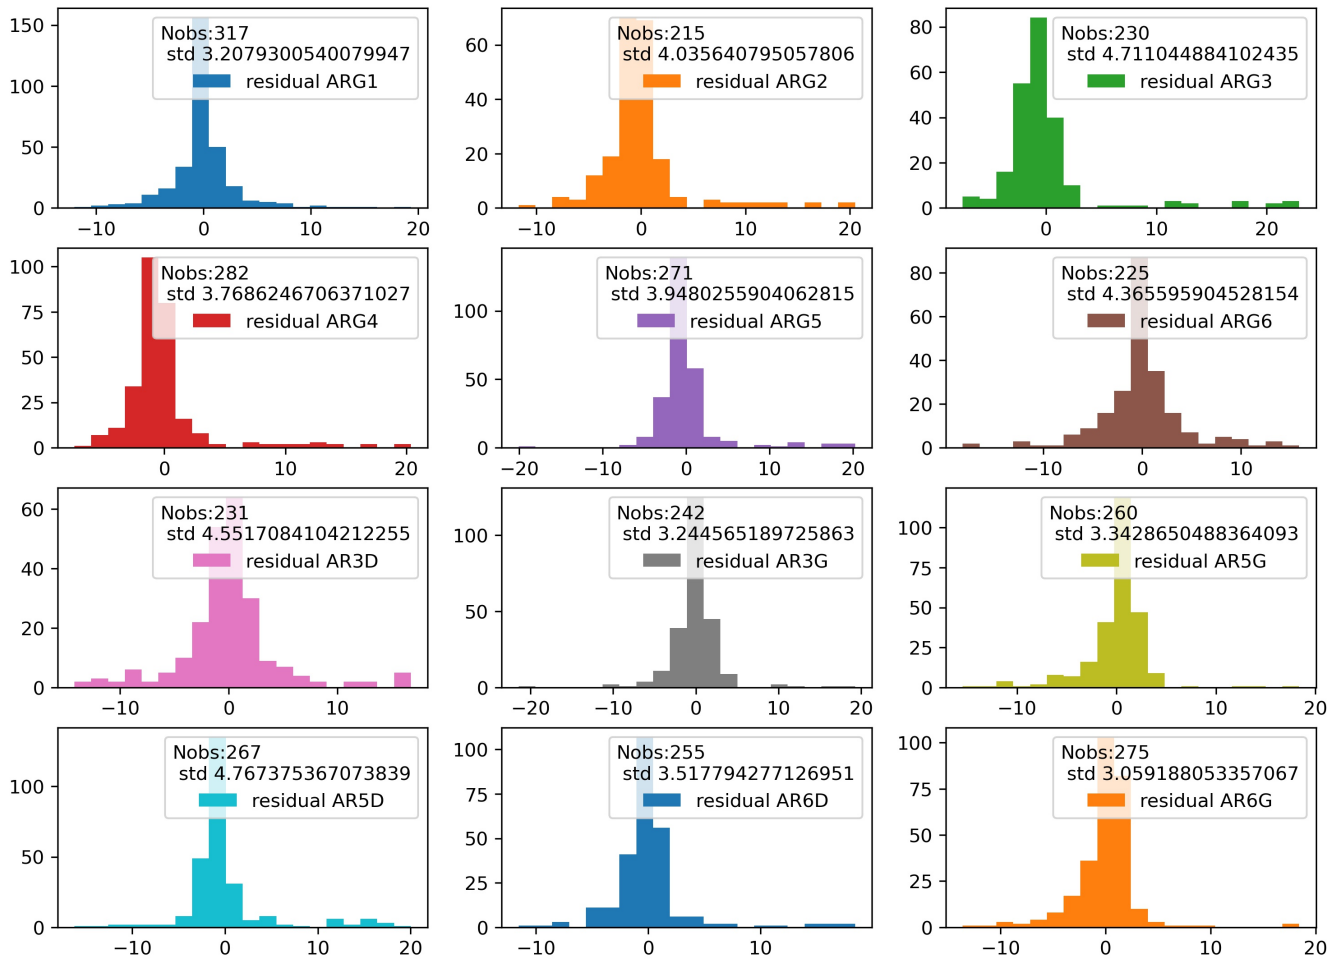 Nobs:317
std 3.2079300540079947
residual ARG1
150
100
50
0
−10 0 10 20
Nobs:215
std 4.035640795057806
residual ARG2
60
40
20
0
−10 0 10 20
Nobs:230
std 4.711044884102435
residual ARG3
80
60
40
20
0
0 10 20
Nobs:282
std 3.7686246706371027
residual ARG4
100
75
50
25
0
0 10 20
Nobs:271
std 3.9480255904062815
residual ARG5
100
50
0
−20 −10 0 10 20
Nobs:225
std 4.365595904528154
residual ARG6
80
60
40
20
0
−10 0 10
Nobs:231
std 4.5517084104212255
residual AR3D
60
40
20
0
−10 0 10
Nobs:242
std 3.244565189725863
residual AR3G
100
50
0
−20 −10 0 10 20
Nobs:260
std 3.3428650488364093
residual AR5G
100
75
50
25
0
−10 0 10 20
Nobs:267
std 4.767375367073839
residual AR5D
100
50
0
−10 0 10 20
Nobs:255
std 3.517794277126951
residual AR6D
100
75
50
25
0
−10 0 10
Nobs:275
std 3.059188053357067
residual AR6G
100
75
50
25
0
−10 0 10 20